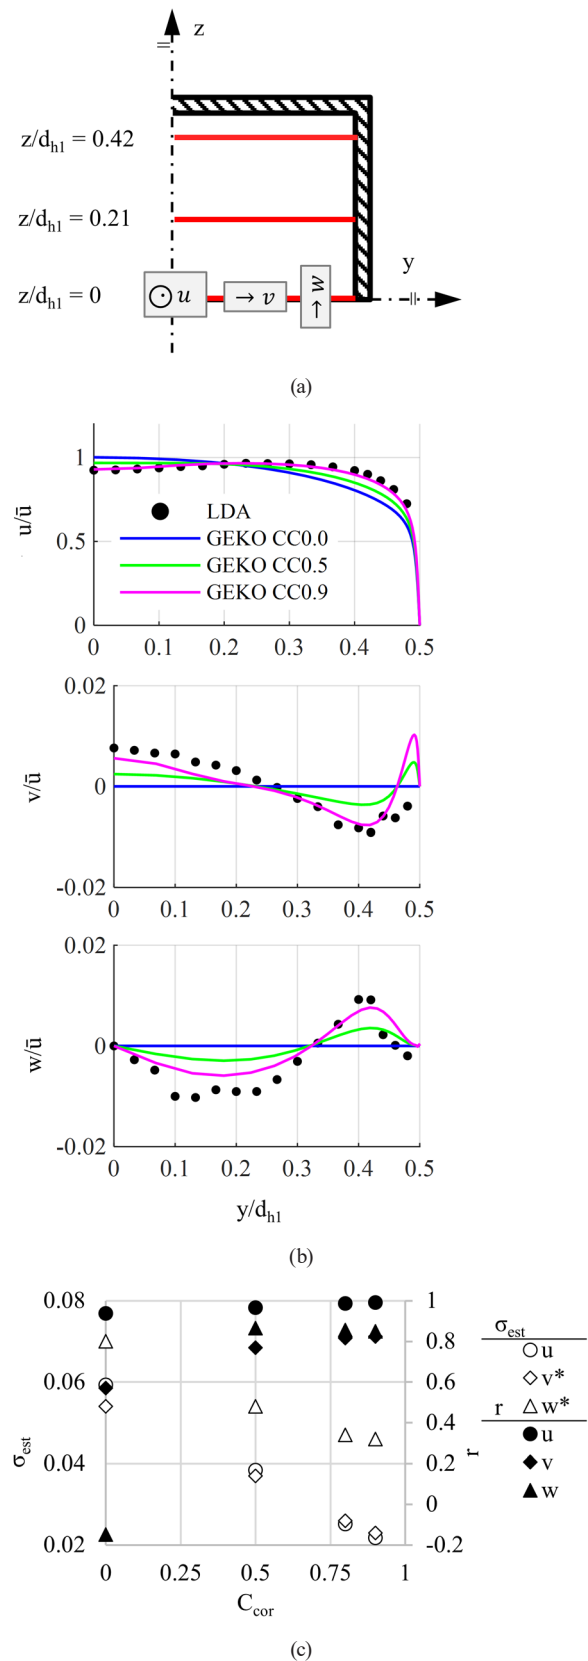 z
=
z/d_h1 = 0.42
z/d_h1 = 0.21
y
z/d_h1 = 0
⊙ u
→ v
→ w
=
(a)
u/ū
1
0.5
0
LDA
GEKO CC0.0
GEKO CC0.5
GEKO CC0.9
0 0.1 0.2 0.3 0.4 0.5
v/ū
0.02
0
-0.02
0 0.1 0.2 0.3 0.4 0.5
w/ū
0.02
0
-0.02
0 0.1 0.2 0.3 0.4 0.5
y/d_h1
(b)
σ_est
0.08
0.06
0.04
0.02
1
0.8
0.6
0.4
0.2
0
-0.2
r
0 0.25 0.5 0.75 1
C_cor
σ_est
u
v*
w*
r
u
v
w
(c)